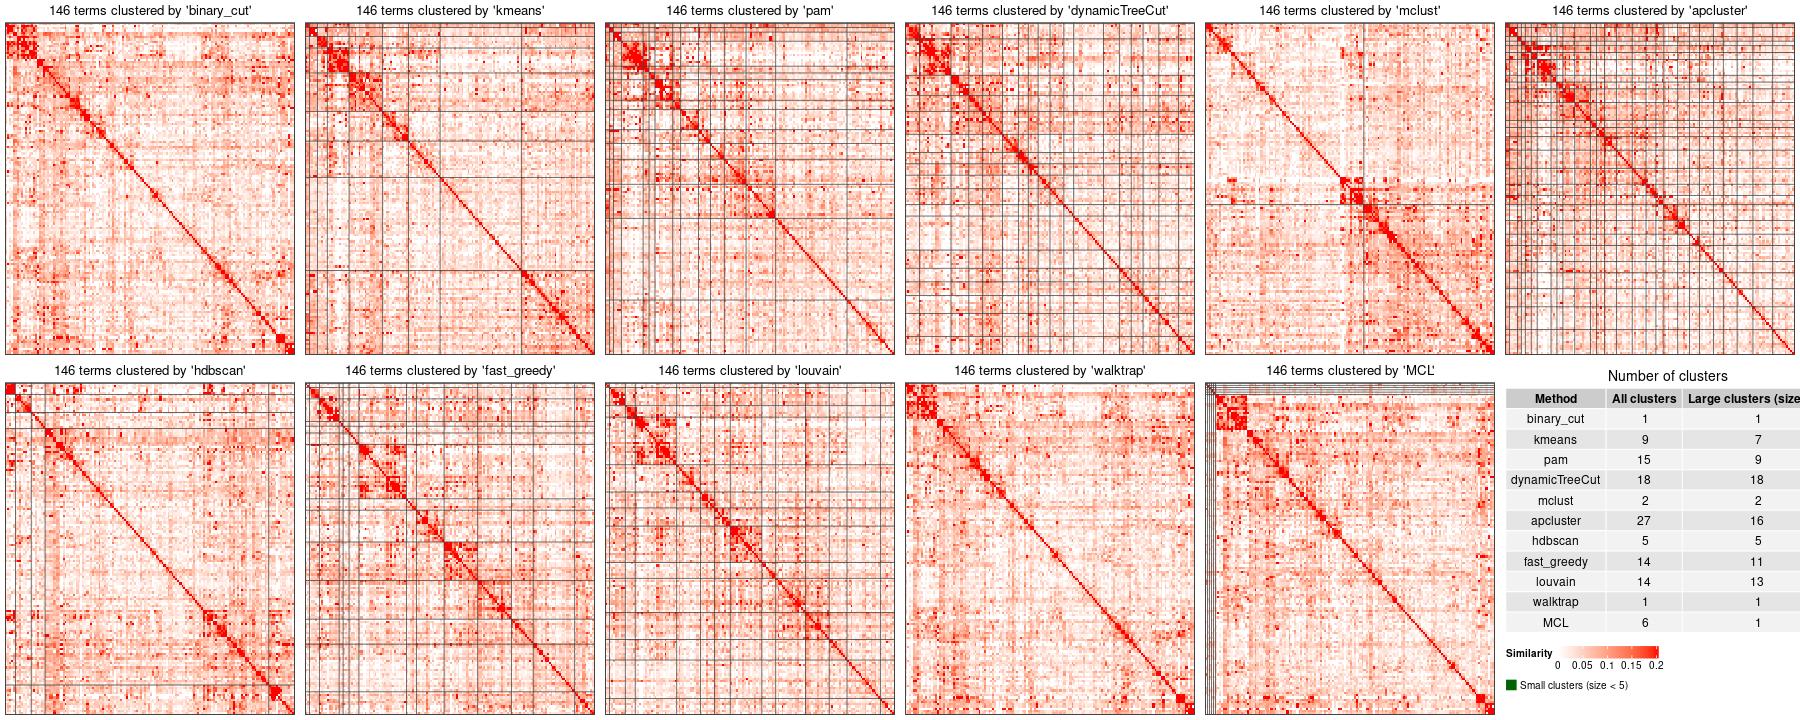 146 terms clustered by 'binary_cut'
146 terms clustered by 'kmeans'
146 terms clustered by 'pam'
146 terms clustered by 'dynamicTreeCut'
146 terms clustered by 'mclust'
146 terms clustered by 'apcluster'
146 terms clustered by 'hdbscan'
146 terms clustered by 'fast_greedy'
146 terms clustered by 'louvain'
146 terms clustered by 'walktrap'
146 terms clustered by 'MCL'
Number of clusters
Method All clusters Large clusters (size
binary_cut 1 1
kmeans 9 7
pam 15 9
dynamicTreeCut 18 18
mclust 2 2
apcluster 27 16
hdbscan 5 5
fast_greedy 14 11
louvain 14 13
walktrap 1 1
MCL 6 1
Similarity
0 0.05 0.1 0.15 0.2
Small clusters (size < 5)